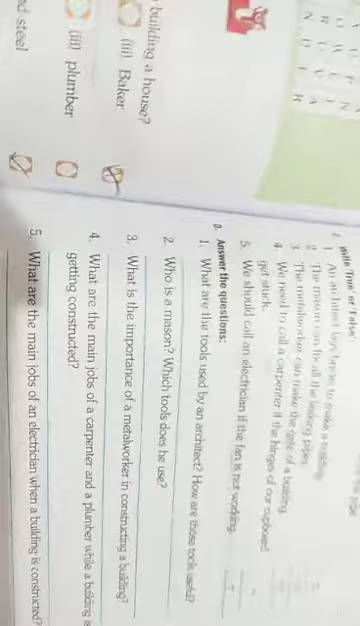 building a house?
(iii) Baker
(iii) plumber
steel
Write 'True' or 'False':
1. An architect lays bricks to make a building.
2. The mason can fix all the leaking pipes.
3. The metalworker can make the gate of a building.
4. We need to call a carpenter if the hinges of our cupboard
get stuck.
5. We should call an electrician if the fan is not working.
B. Answer the questions:
1. What are the tools used by an architect? How are those tools useful?
2. Who is a mason? Which tools does he use?
3. What is the importance of a metalworker in constructing a building?
4. What are the main jobs of a carpenter and a plumber while a building is
getting constructed?
5. What are the main jobs of an electrician when a building is constructed?